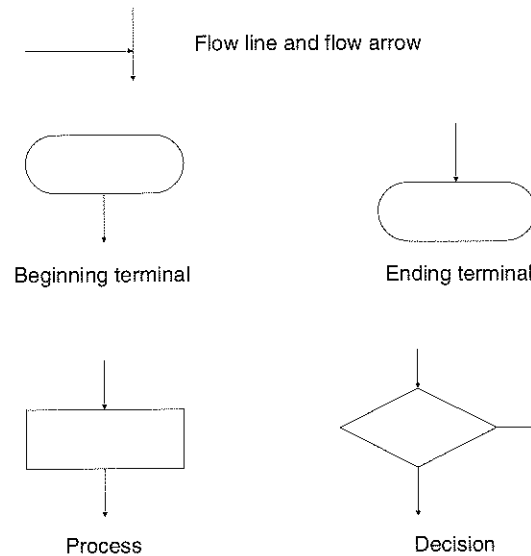 Flow line and flow arrow
Beginning terminal
Ending terminal
Process
Decision